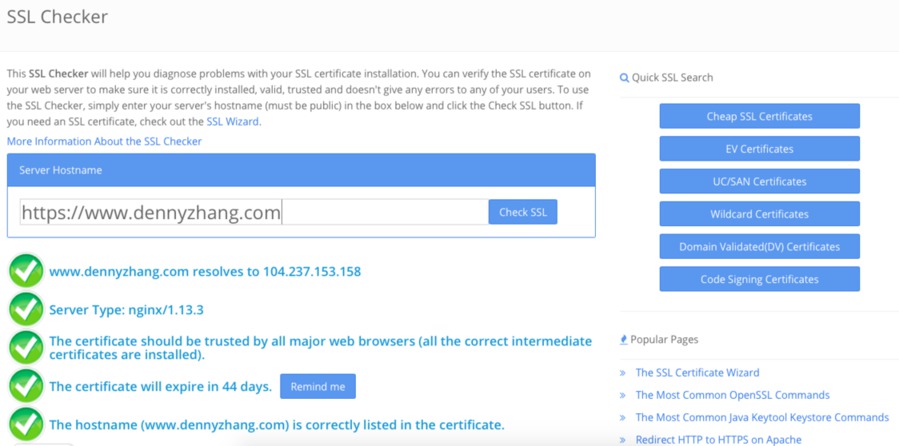 SSL Checker
This SSL Checker will help you diagnose problems with your SSL certificate installation. You can verify the SSL certificate on
your web server to make sure it is correctly installed, valid, trusted and doesn't give any errors to any of your users. To use
the SSL Checker, simply enter your server's hostname (must be public) in the box below and click the Check SSL button. If
you need an SSL certificate, check out the SSL Wizard.
More Information About the SSL Checker
Server Hostname
https://www.dennyzhang.com
Check SSL
www.dennyzhang.com resolves to 104.237.153.158
Server Type: nginx/1.13.3
The certificate should be trusted by all major web browsers (all the correct intermediate
certificates are installed).
The certificate will expire in 44 days.
Remind me
The hostname (www.dennyzhang.com) is correctly listed in the certificate.
Quick SSL Search
Cheap SSL Certificates
EV Certificates
UC/SAN Certificates
Wildcard Certificates
Domain Validated(DV) Certificates
Code Signing Certificates
Popular Pages
» The SSL Certificate Wizard
» The Most Common OpenSSL Commands
» The Most Common Java Keytool Keystore Commands
» Redirect HTTP to HTTPS on Apache